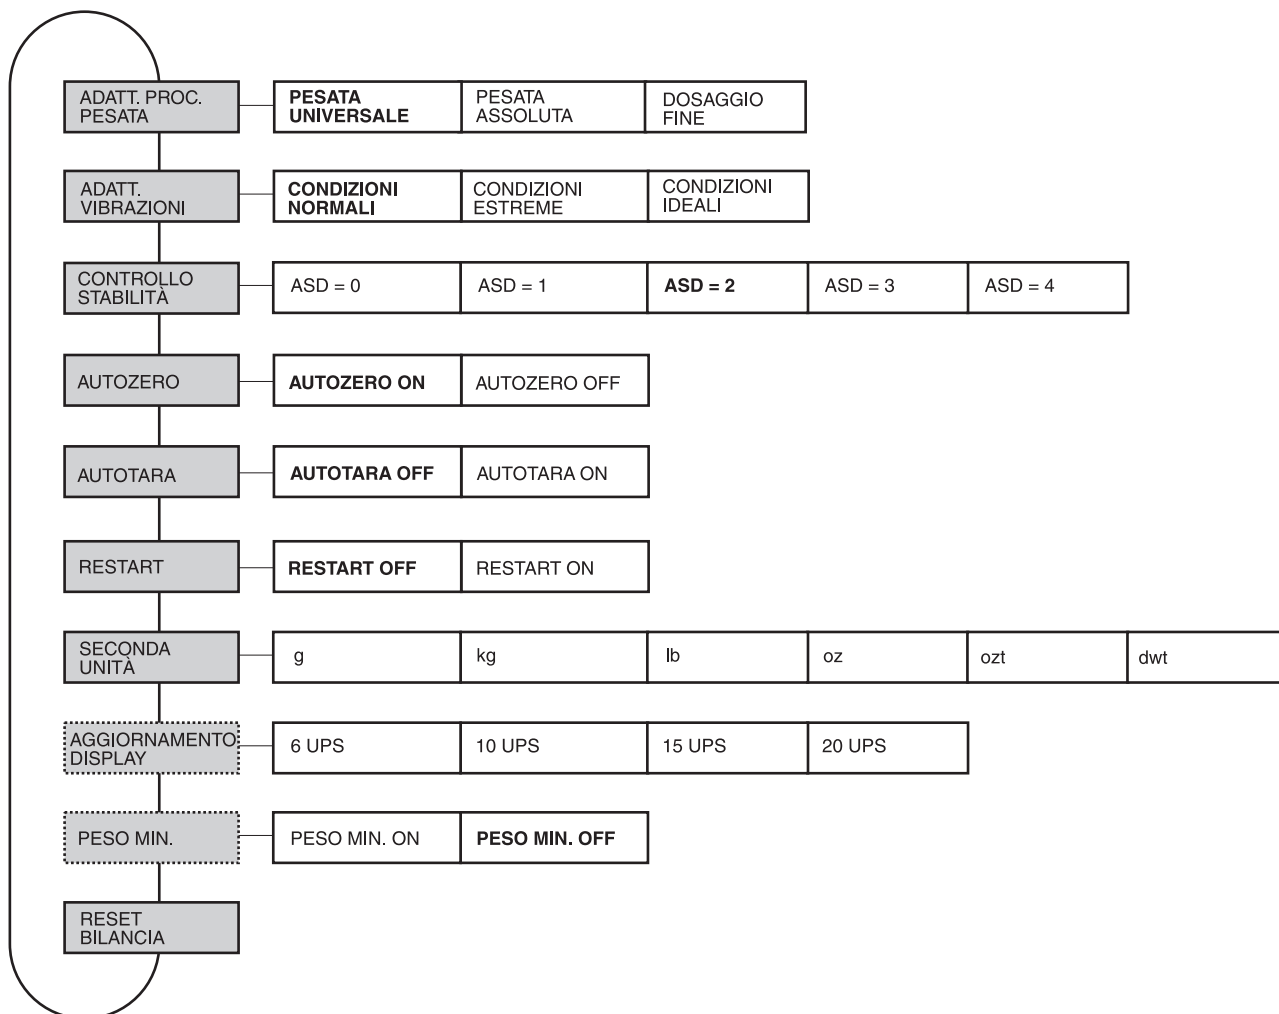 ADATT. PROC.
PESATA
PESATA
UNIVERSALE
PESATA
ASSOLUTA
DOSAGGIO
FINE
ADATT.
VIBRAZIONI
CONDIZIONI
NORMALI
CONDIZIONI
ESTREME
CONDIZIONI
IDEALI
CONTROLLO
STABILITÀ
ASD = 0
ASD = 1
ASD = 2
ASD = 3
ASD = 4
AUTOZERO
AUTOZERO ON
AUTOZERO OFF
AUTOTARA
AUTOTARA OFF
AUTOTARA ON
RESTART
RESTART OFF
RESTART ON
SECONDA
UNITÀ
g
kg
lb
oz
ozt
dwt
AGGIORNAMENTO
DISPLAY
6 UPS
10 UPS
15 UPS
20 UPS
PESO MIN.
PESO MIN. ON
PESO MIN. OFF
RESET
BILANCIA